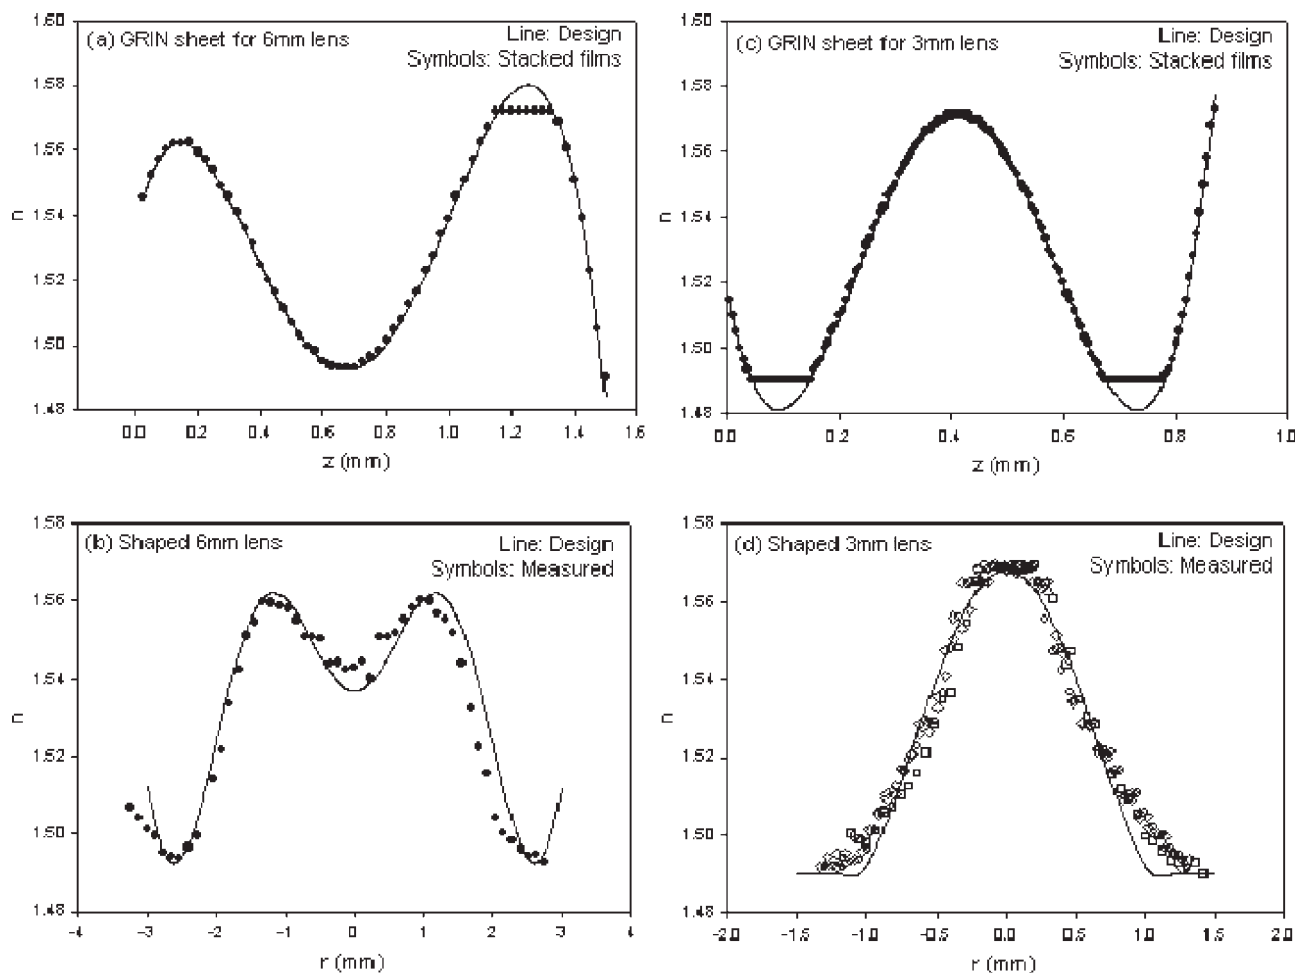 1.60
1.58
1.56
1.54
1.52
1.50
1.48
n
(a) GRIN sheet for 6mm lens
Line: Design
Symbols: Stacked films
0.0 0.2 0.4 0.6 0.8 1.0 1.2 1.4 1.6
z (mm)
1.60
1.58
1.56
1.54
1.52
1.50
1.48
n
(c) GRIN sheet for 3mm lens
Line: Design
Symbols: Stacked films
0.0 0.2 0.4 0.6 0.8 1.0
z (mm)
1.58
1.56
1.54
1.52
1.50
1.48
n
(b) Shaped 6mm lens
Line: Design
Symbols: Measured
-4 -3 -2 -1 0 1 2 3 4
r (mm)
1.58
1.56
1.54
1.52
1.50
1.48
n
(d) Shaped 3mm lens
Line: Design
Symbols: Measured
-2.0 -1.5 -1.0 -0.5 0.0 0.5 1.0 1.5 2.0
r (mm)